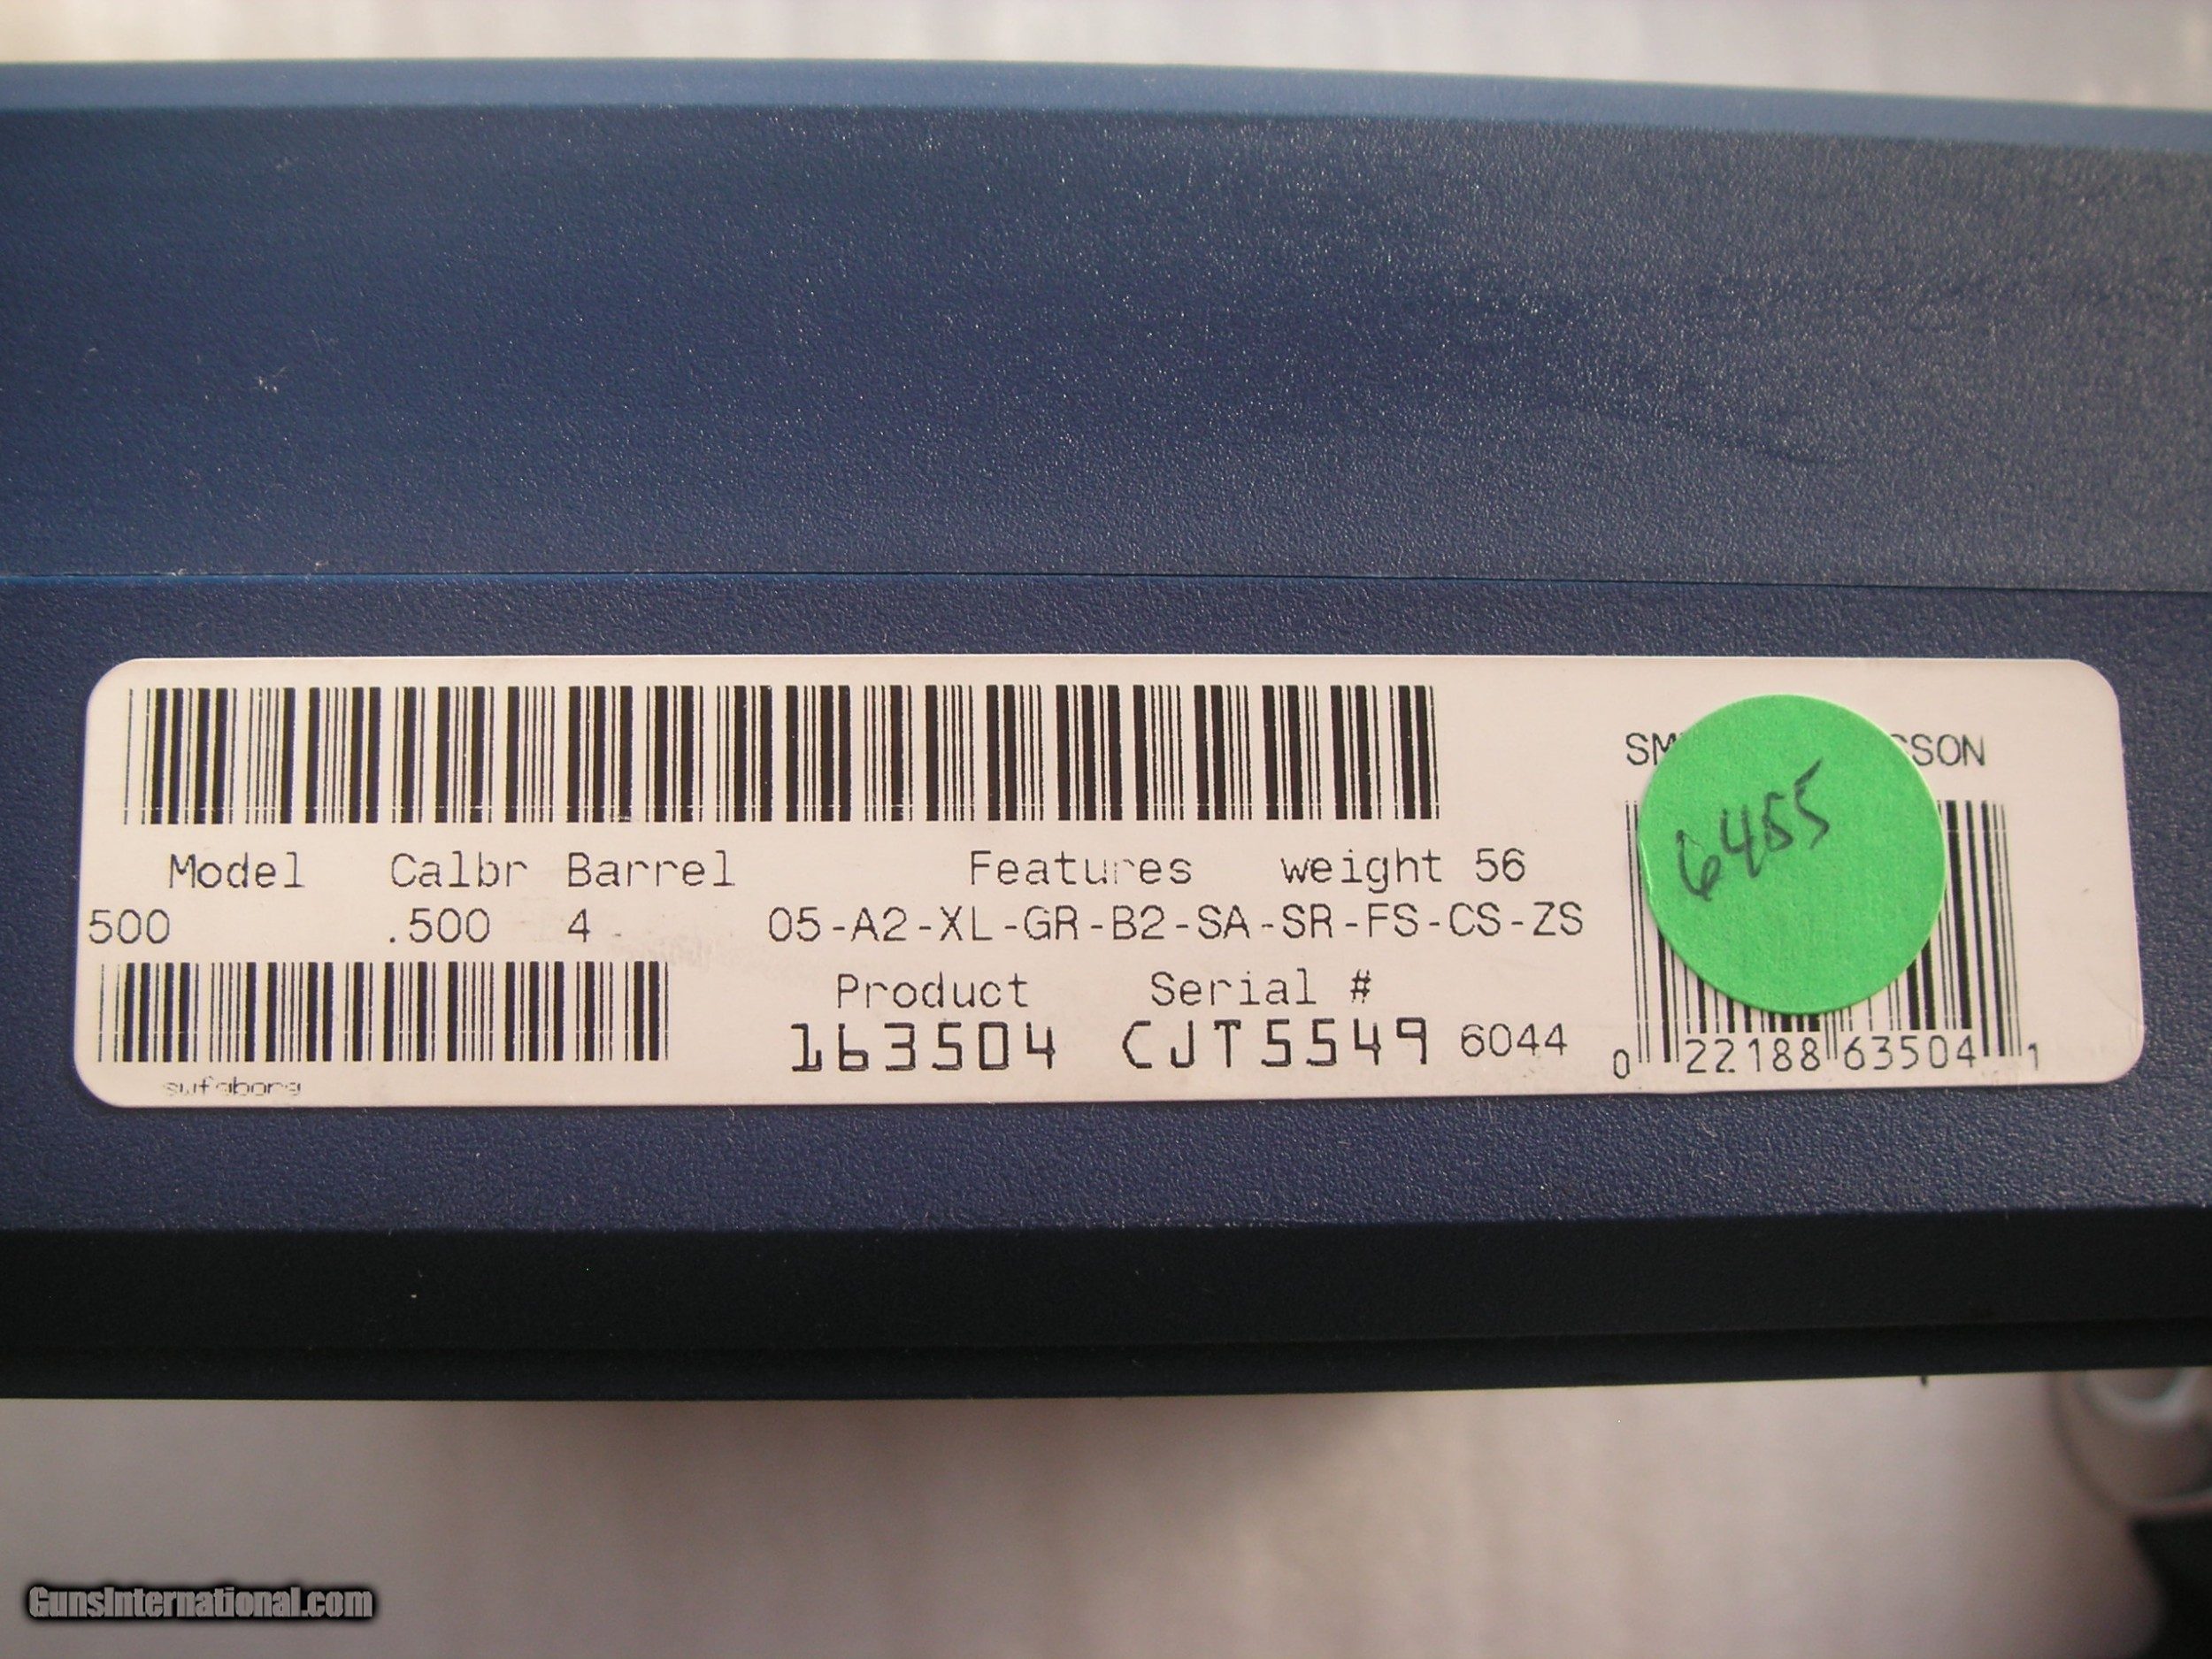 SM SSON
6455
Model Calbr Barrel Features weight 56
500 .500 4 05-A2-XL-GR-B2-SA-SR-FS-CS-ZS
Product Serial #
163504 CJT5549 6044
0 22188 63504 1
GunsInternational.com